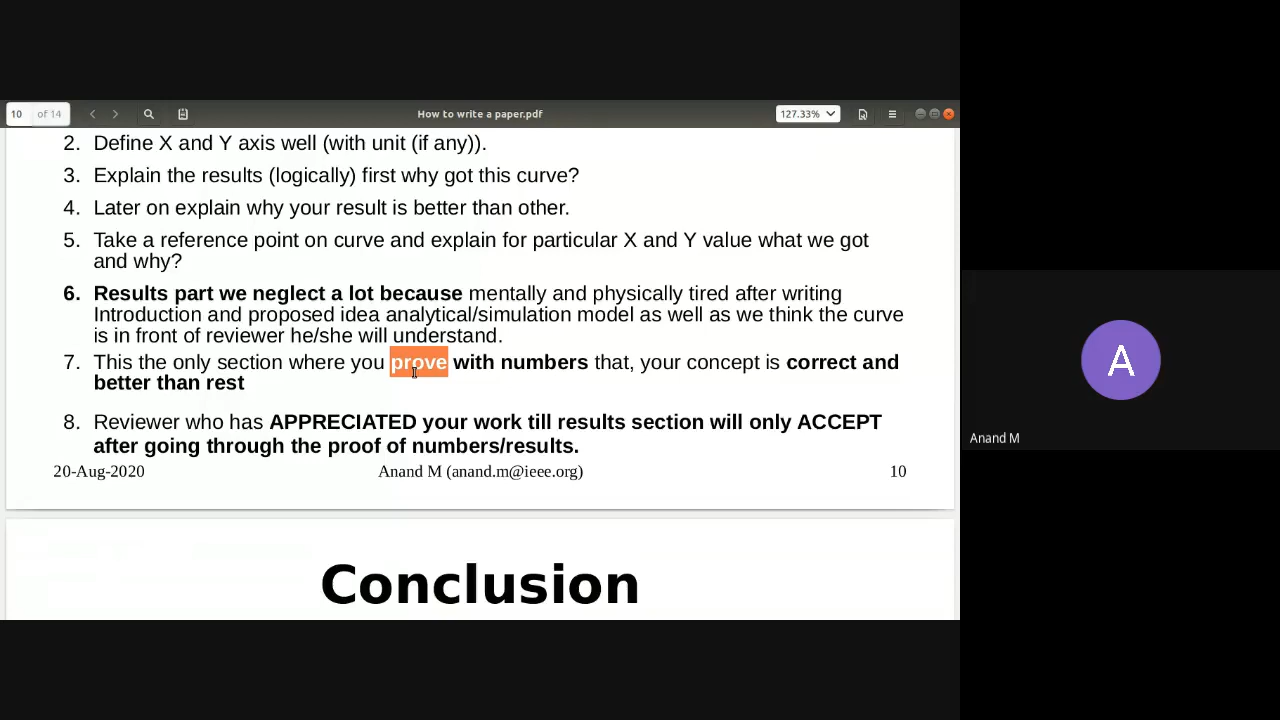 10 of 14
How to write a paper.pdf
127.33%
2. Define X and Y axis well (with unit (if any)).
3. Explain the results (logically) first why got this curve?
4. Later on explain why your result is better than other.
5. Take a reference point on curve and explain for particular X and Y value what we got
and why?
6. Results part we neglect a lot because mentally and physically tired after writing
Introduction and proposed idea analytical/simulation model as well as we think the curve
is in front of reviewer he/she will understand.
7. This the only section where you prove with numbers that, your concept is correct and
better than rest
8. Reviewer who has APPRECIATED your work till results section will only ACCEPT
after going through the proof of numbers/results.
20-Aug-2020 Anand M (anand.m@ieee.org) 10
Conclusion
A
Anand M